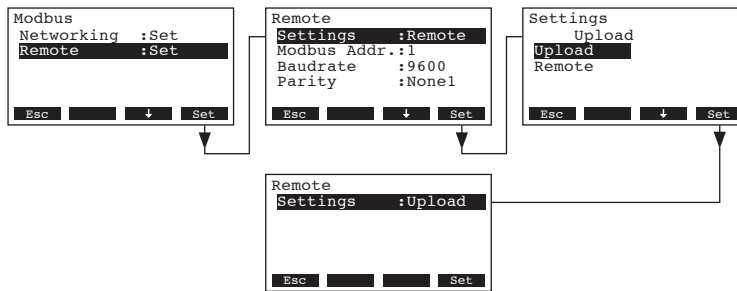 Modbus
Networking :Set
Remote :Set
Esc ↓ Set
Remote
Settings :Remote
Modbus Addr.:1
Baudrate :9600
Parity :None1
Esc ↓ Set
Settings
Upload
Upload
Remote
Esc ↓ Set
Remote
Settings :Upload
Esc Set